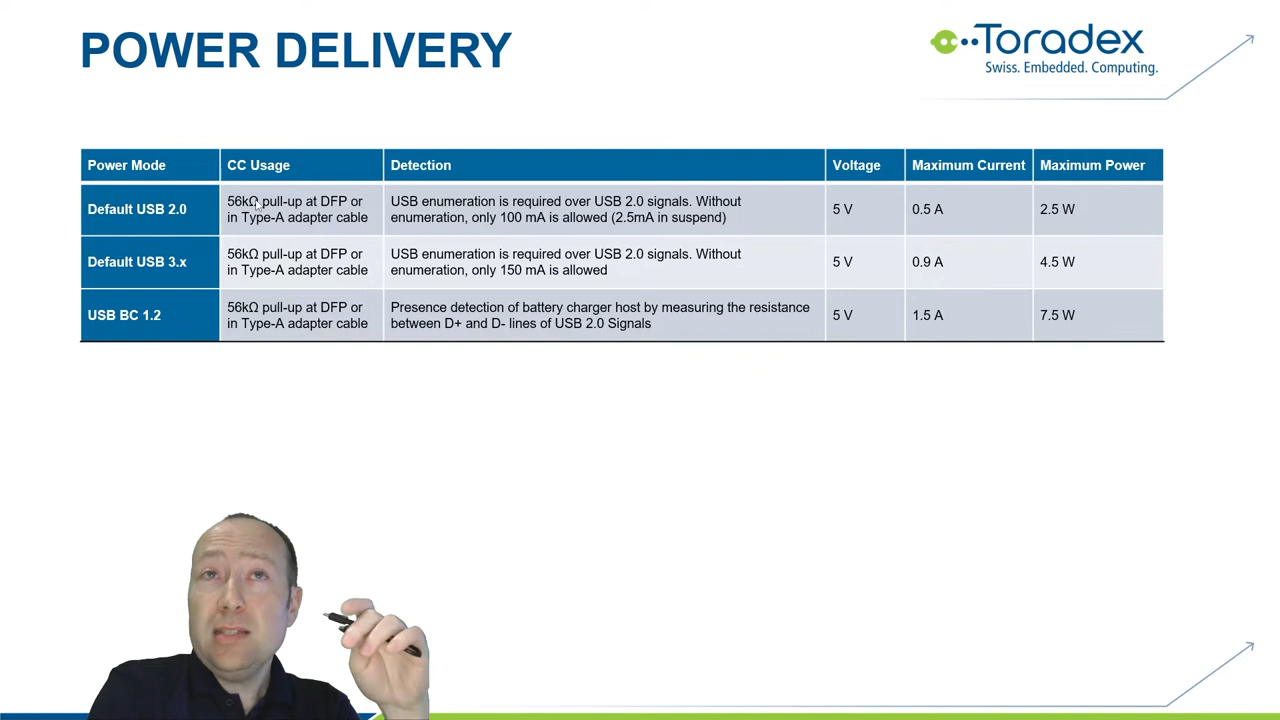 POWER DELIVERY
Toradex
Swiss. Embedded. Computing.
Power Mode CC Usage Detection Voltage Maximum Current Maximum Power
Default USB 2.0
56kΩ pull-up at DFP or
in Type-A adapter cable
USB enumeration is required over USB 2.0 signals. Without
enumeration, only 100 mA is allowed (2.5mA in suspend)
5 V
0.5 A
2.5 W
Default USB 3.x
56kΩ pull-up at DFP or
in Type-A adapter cable
USB enumeration is required over USB 2.0 signals. Without
enumeration, only 150 mA is allowed
5 V
0.9 A
4.5 W
USB BC 1.2
56kΩ pull-up at DFP or
in Type-A adapter cable
Presence detection of battery charger host by measuring the resistance
between D+ and D- lines of USB 2.0 Signals
5 V
1.5 A
7.5 W